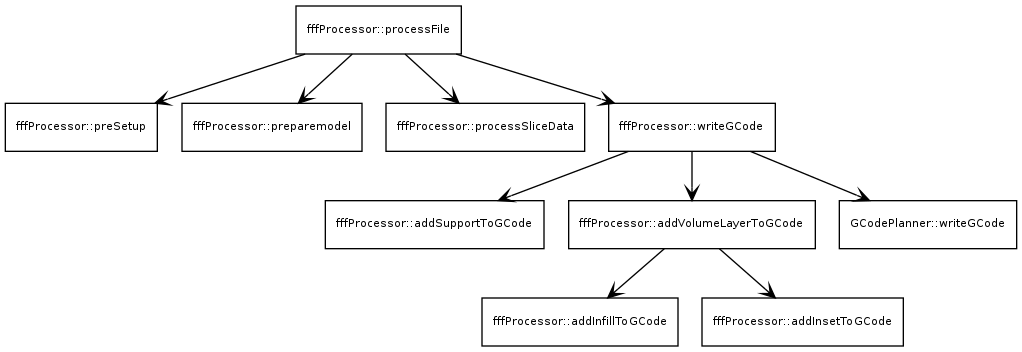 fffProcessor::processFile
fffProcessor::preSetup
fffProcessor::preparemodel
fffProcessor::processSliceData
fffProcessor::writeGCode
fffProcessor::addSupportToGCode
fffProcessor::addVolumeLayerToGCode
GCodePlanner::writeGCode
fffProcessor::addInfillToGCode
fffProcessor::addInsetToGCode